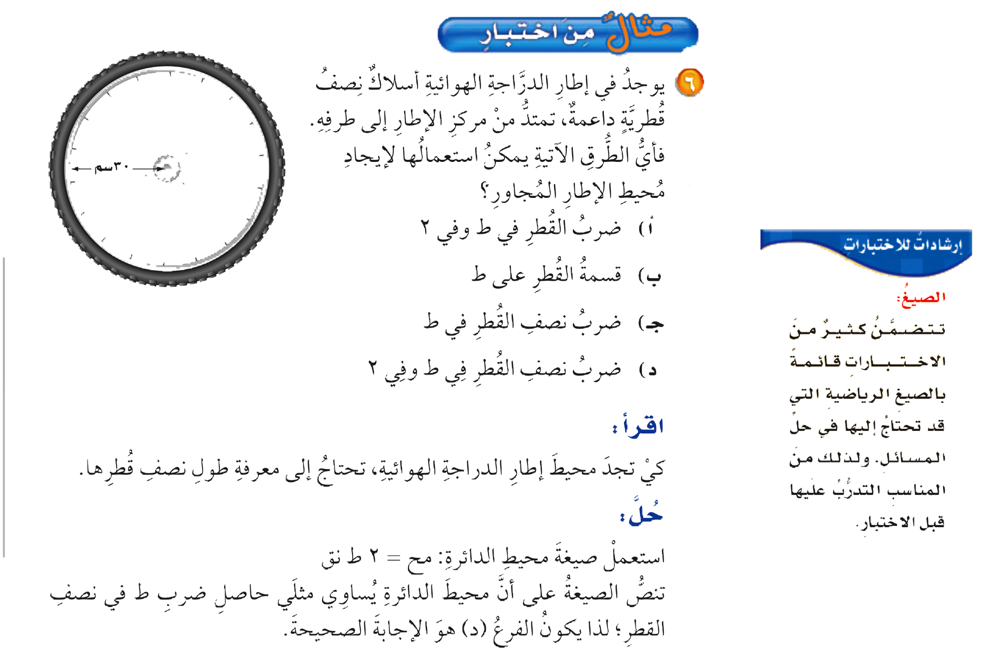 مثالٌ مِنَ اختبارٍ
٦ يوجدُ في إطارِ الدرَّاجةِ الهوائيةِ أسلاكٌ نِصفُ
قُطريَّةٍ داعمةٌ، تمتدُّ منْ مركزِ الإطارِ إلى طرفِهِ.
فأيُّ الطُّرقِ الآتيةِ يمكنُ استعمالُها لإيجادِ
مُحيطِ الإطارِ المُجاورِ؟
٣٠سم
أ) ضربُ القُطرِ في ط وفي ٢
ب) قسمةُ القُطرِ على ط
جـ) ضربُ نصفِ القُطرِ في ط
د) ضربُ نصفِ القُطرِ فِي ط وفِي ٢
اقرأ:
كيْ تجدَ محيطَ إطارِ الدراجةِ الهوائيةِ، تحتاجُ إلى معرفةِ طولِ نصفِ قُطرِها.
حُلَّ:
استعملْ صيغةَ محيطِ الدائرةِ: مح = ٢ ط نق
تنصُّ الصيغةُ على أنَّ محيطَ الدائرةِ يُساوِي مثلَي حاصلِ ضربِ ط في نصفِ
القطرِ؛ لذا يكونُ الفرعُ (د) هوَ الإجابةَ الصحيحةَ.
إرشاداتٌ للاختبارات
الصيغُ:
تتضمَّنُ كثيرٌ منَ
الاختباراتِ قائمةً
بالصيغِ الرياضيةِ التي
قد تحتاجُ إليها في حلِّ
المسائلِ. ولذلك منَ
المناسبِ التدرُّبُ عليها
قبل الاختبارِ.